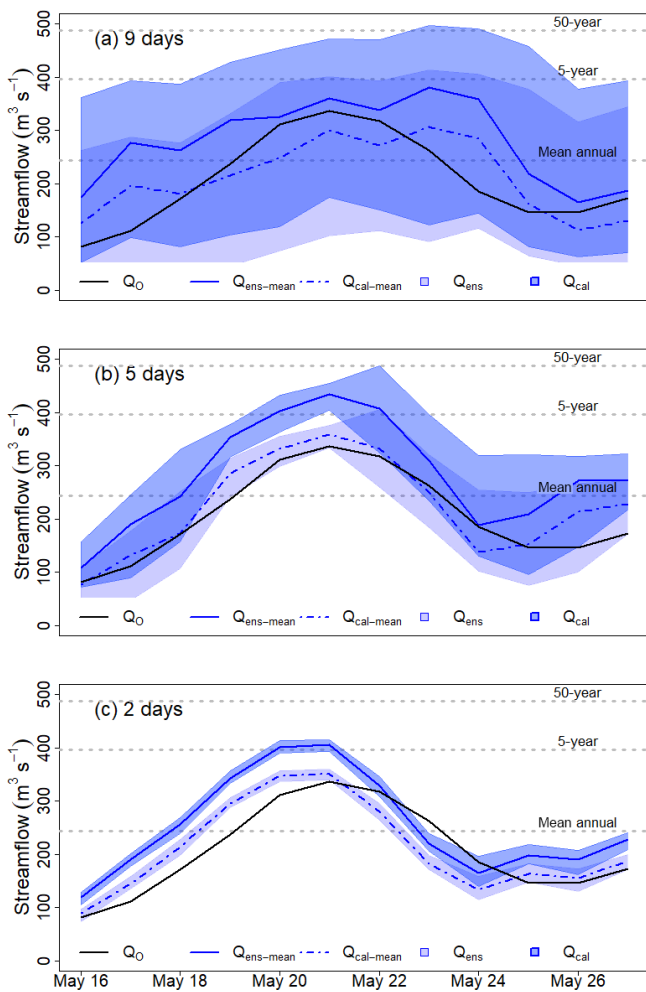 50-year
(a) 9 days
5-year
Mean annual
Streamflow (m³ s⁻¹)
0 100 200 300 400 500
Q_O Q_ens−mean Q_cal−mean Q_ens Q_cal
50-year
(b) 5 days
5-year
Mean annual
Streamflow (m³ s⁻¹)
0 100 200 300 400 500
Q_O Q_ens−mean Q_cal−mean Q_ens Q_cal
50-year
(c) 2 days
5-year
Mean annual
Streamflow (m³ s⁻¹)
0 100 200 300 400 500
Q_O Q_ens−mean Q_cal−mean Q_ens Q_cal
May 16 May 18 May 20 May 22 May 24 May 26